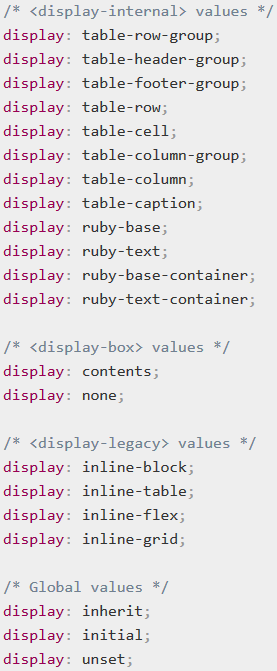 /* <display-internal> values */
display: table-row-group;
display: table-header-group;
display: table-footer-group;
display: table-row;
display: table-cell;
display: table-column-group;
display: table-column;
display: table-caption;
display: ruby-base;
display: ruby-text;
display: ruby-base-container;
display: ruby-text-container;

/* <display-box> values */
display: contents;
display: none;

/* <display-legacy> values */
display: inline-block;
display: inline-table;
display: inline-flex;
display: inline-grid;

/* Global values */
display: inherit;
display: initial;
display: unset;